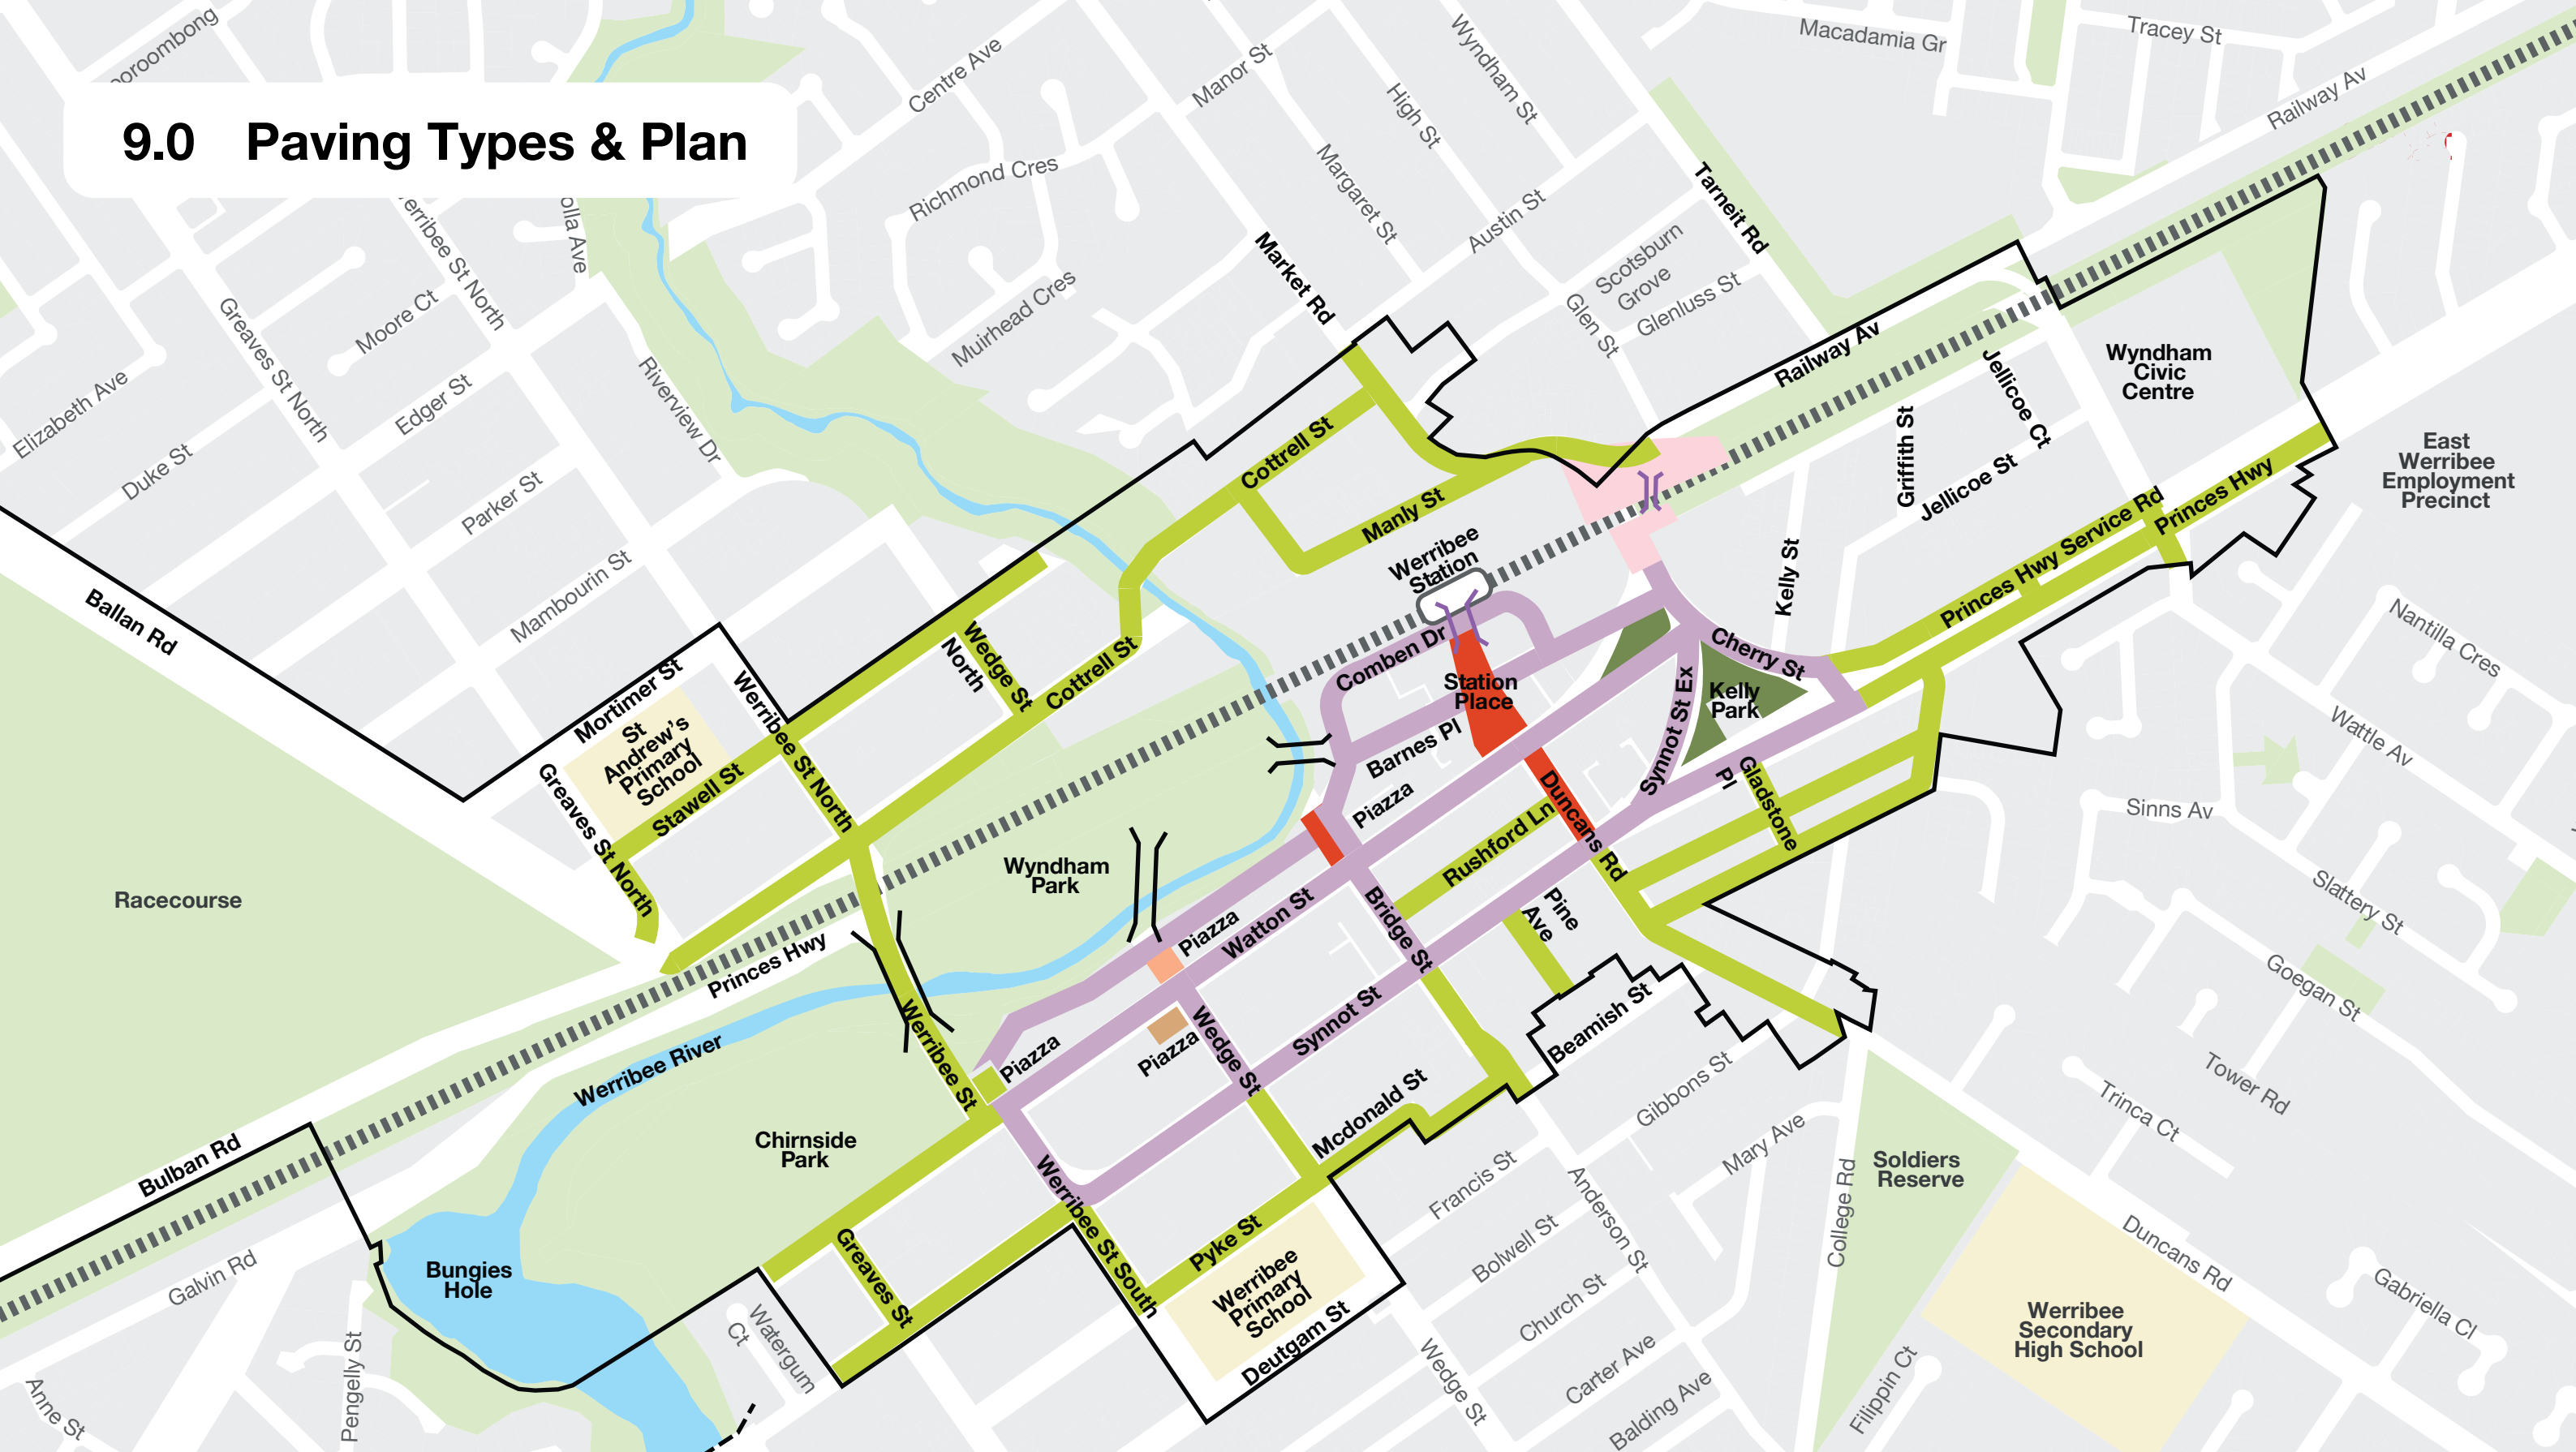 9.0 Paving Types & Plan
Centre Ave
Manor St
Wyndham St
High St
Macadamia Gr
Tracey St
Railway Av
Richmond Cres
Margaret St
Austin St
Tarneit Rd
Market Rd
Scotsburn
Grove
Glenluss St
Glen St
Muirhead Cres
Moore Ct
Greaves St North
Edger St
Elizabeth Ave
Duke St
Riverview Dr
Parker St
Mambourin St
Railway Av
Jellicoe Ct
Wyndham
Civic
Centre
Griffith St
Jellicoe St
East
Werribee
Employment
Precinct
Cottrell St
Manly St
Werribee
Station
Kelly St
Princes Hwy Service Rd
Princes Hwy
Nantilla Cres
Wattle Av
Ballan Rd
Mortimer St
St
Andrew's
Primary
School
Werribee St North
Wedge St
North
Cottrell St
Comben Dr
Station
Place
Barnes Pl
Cherry St
Kelly
Park
Synnot St Ex
Gladstone
Pl
Stawell St
Greaves St North
Piazza
Duncans Rd
Rushford Ln
Sinns Av
Slattery St
Wyndham
Park
Racecourse
Princes Hwy
Piazza
Watton St
Bridge St
Pine
Ave
Goegan St
Werribee River
Werribee St
Piazza
Piazza
Wedge St
Synnot St
Beamish St
Gibbons St
Tower Rd
Trinca Ct
Mcdonald St
Mary Ave
Chirnside
Park
Bulban Rd
Galvin Rd
Bungies
Hole
Werribee St South
Francis St
Anderson St
College Rd
Soldiers
Reserve
Greaves St
Pyke St
Werribee
Primary
School
Deutgam St
Bolwell St
Church St
Duncans Rd
Gabriella Cl
Werribee
Secondary
High School
Watergum
Ct
Pengelly St
Anne St
Wedge St
Carter Ave
Balding Ave
Filippin Ct